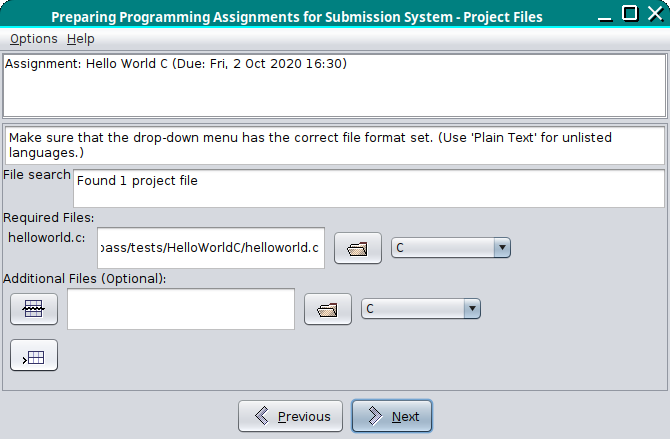 Preparing Programming Assignments for Submission System - Project Files
Options Help
Assignment: Hello World C (Due: Fri, 2 Oct 2020 16:30)
Make sure that the drop-down menu has the correct file format set. (Use 'Plain Text' for unlisted
languages.)
File search Found 1 project file
Required Files:
helloworld.c: pass/tests/HelloWorldC/helloworld.c C
Additional Files (Optional):
C
Previous Next